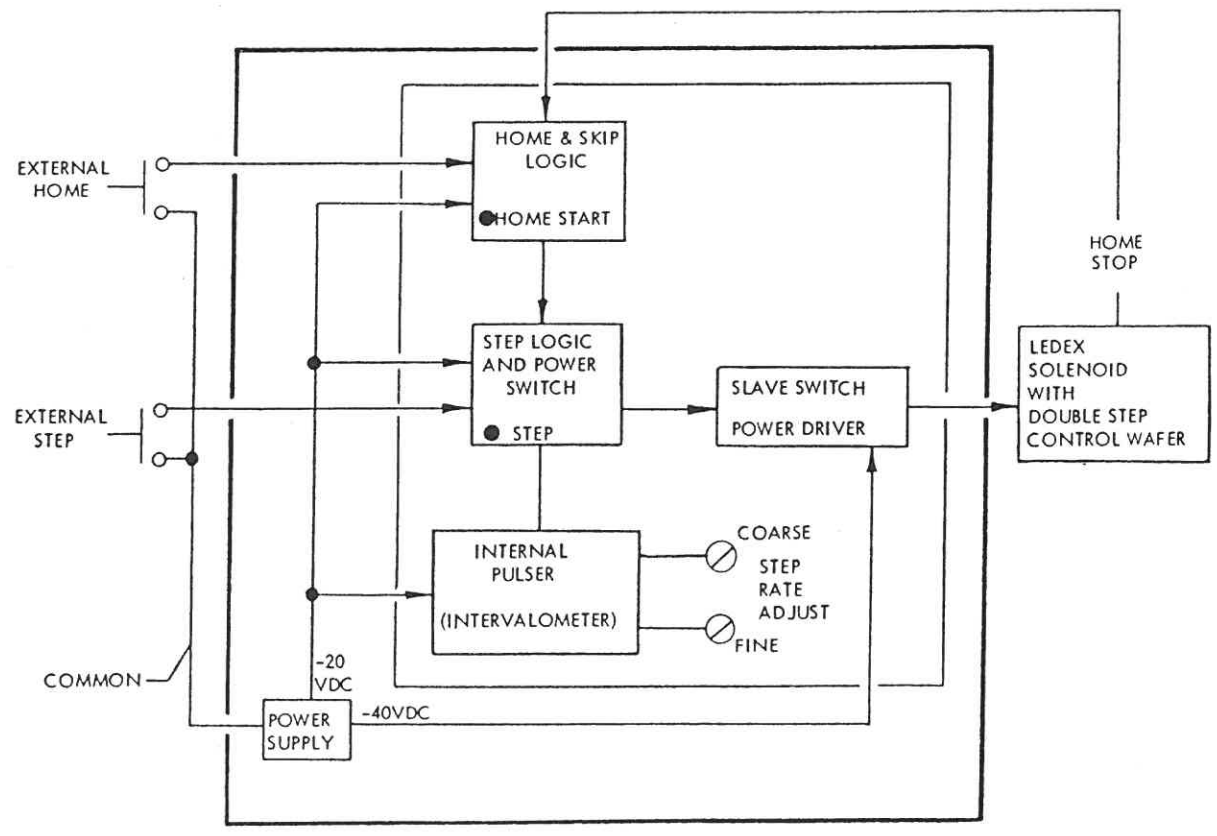 HOME & SKIP
LOGIC
HOME START
EXTERNAL
HOME
HOME
STOP
STEP LOGIC
AND POWER
SWITCH
STEP
EXTERNAL
STEP
SLAVE SWITCH
POWER DRIVER
LEDEX
SOLENOID
WITH
DOUBLE STEP
CONTROL WAFER
INTERNAL
PULSER
(INTERVALOMETER)
COARSE
STEP
RATE
ADJUST
FINE
COMMON
-20
VDC
POWER
SUPPLY
-40VDC